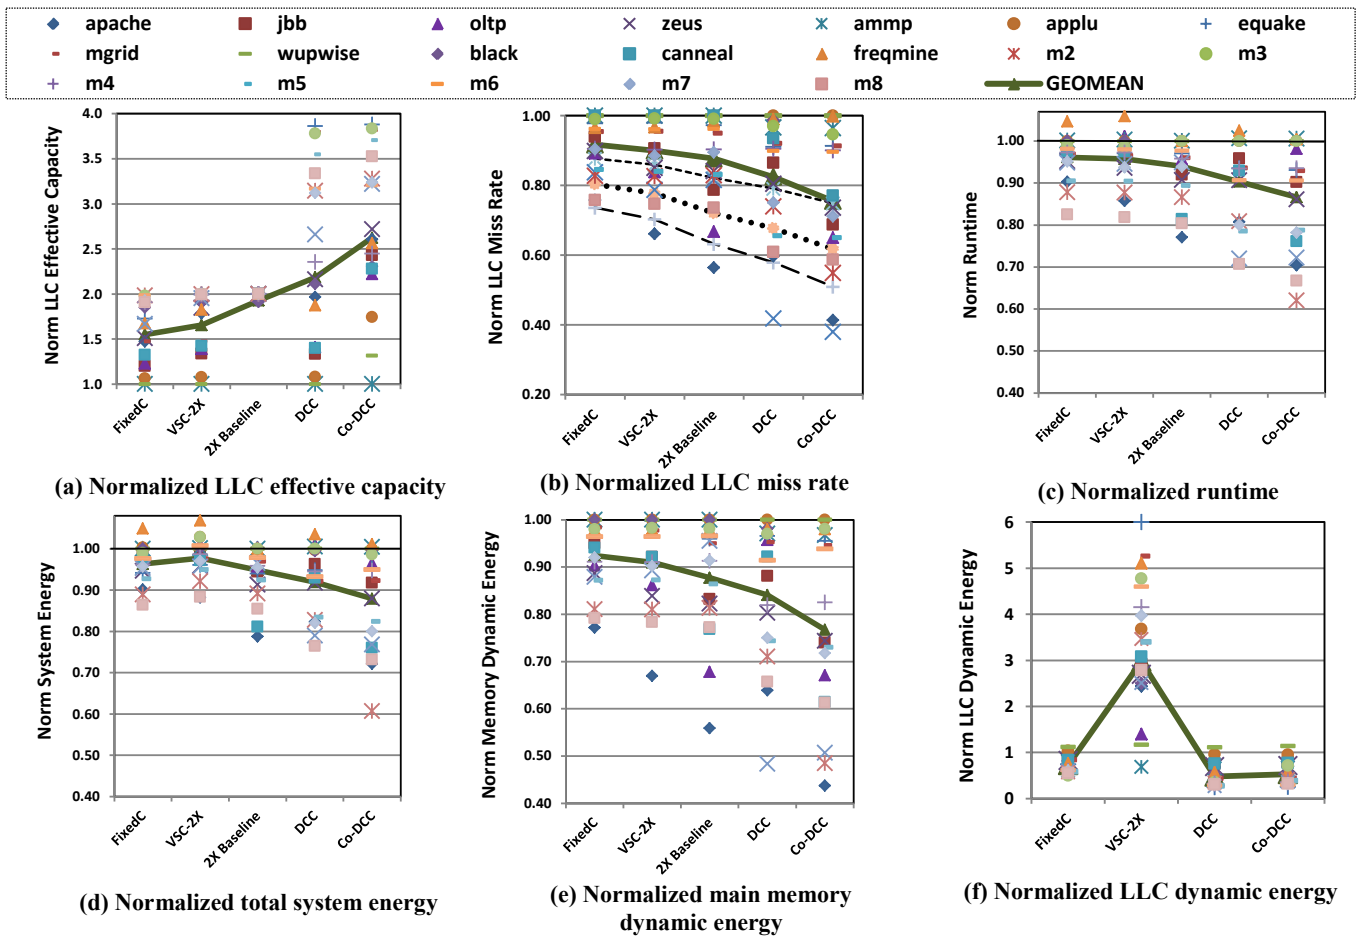 apache jbb oltp zeus ammp applu equake
mgrid wupwise black canneal freqmine m2 m3
m4 m5 m6 m7 m8 GEOMEAN
Norm LLC Effective Capacity
4.0
3.5
3.0
2.5
2.0
1.5
1.0
FixedC
VSC-2X
2X Baseline
DCC
Co-DCC
(a) Normalized LLC effective capacity
Norm LLC Miss Rate
1.00
0.80
0.60
0.40
0.20
FixedC
VSC-2X
2X Baseline
DCC
Co-DCC
(b) Normalized LLC miss rate
Norm Runtime
1.00
0.90
0.80
0.70
0.60
0.50
0.40
FixedC
VSC-2X
2X Baseline
DCC
Co-DCC
(c) Normalized runtime
Norm System Energy
1.00
0.90
0.80
0.70
0.60
0.50
0.40
FixedC
VSC-2X
2X Baseline
DCC
Co-DCC
(d) Normalized total system energy
Norm Memory Dynamic Energy
1.00
0.90
0.80
0.70
0.60
0.50
0.40
FixedC
VSC-2X
2X Baseline
DCC
Co-DCC
(e) Normalized main memory
dynamic energy
Norm LLC Dynamic Energy
6
5
4
3
2
1
0
FixedC
VSC-2X
DCC
Co-DCC
(f) Normalized LLC dynamic energy